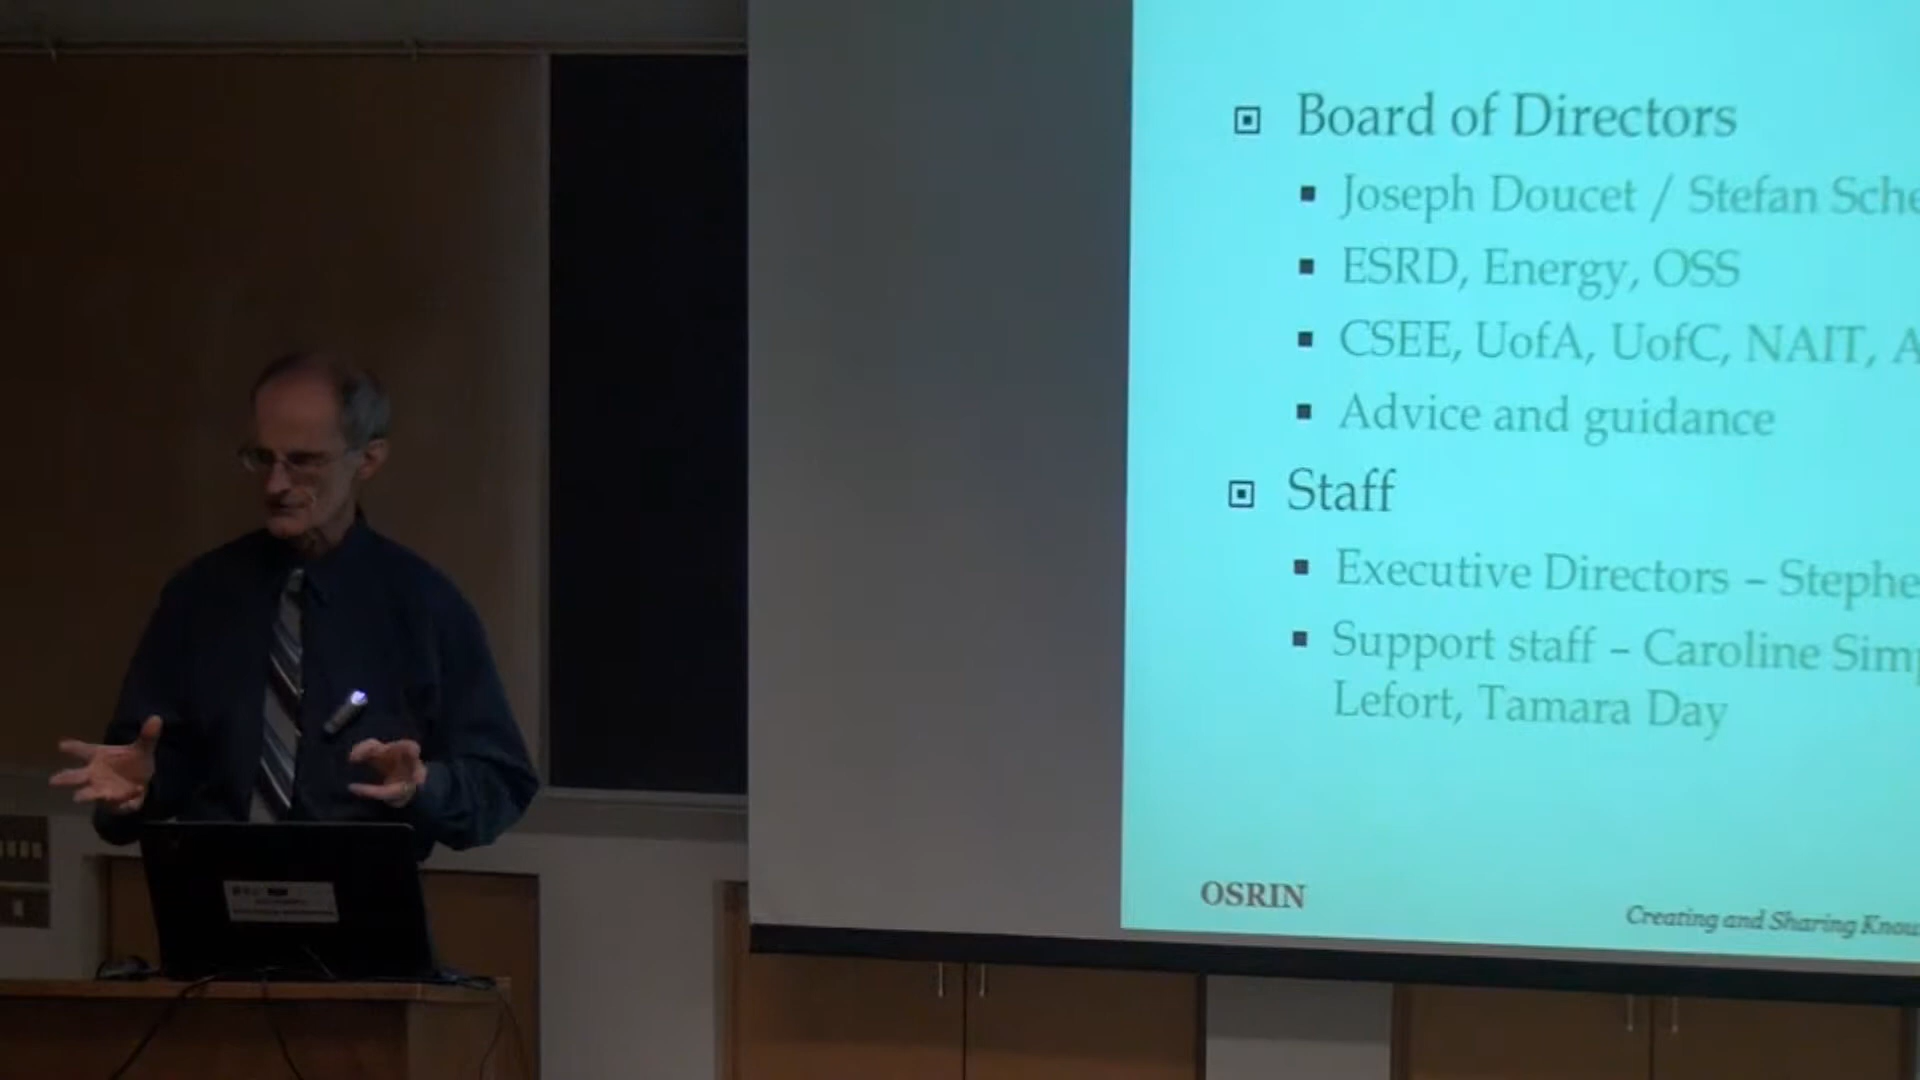 Board of Directors
Joseph Doucet / Stefan
ESRD, Energy, OSS
CSEE, UofA, UofC, NAIT,
Advice and guidance
Staff
Executive Directors –
Support staff – Caroline
Lefort, Tamara Day
OSRIN
Creating and Sharing